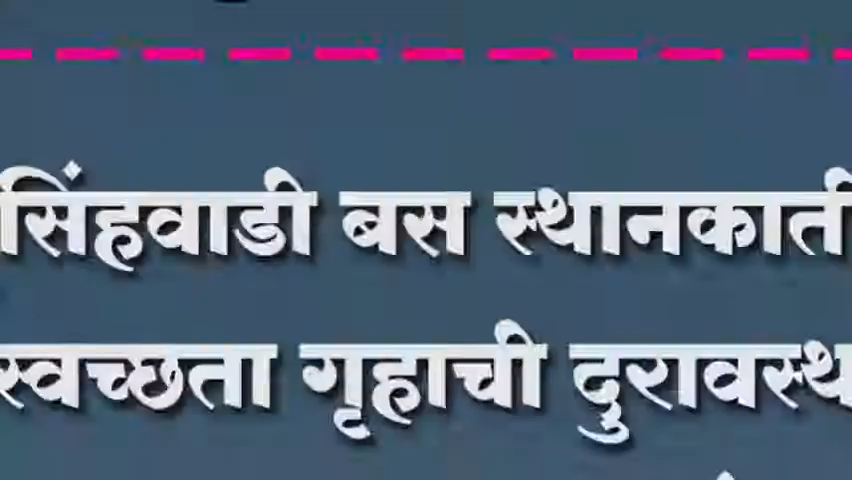 सिंहवाडी बस स्थानकाती
स्वच्छता गृहाची दुरावस्थ